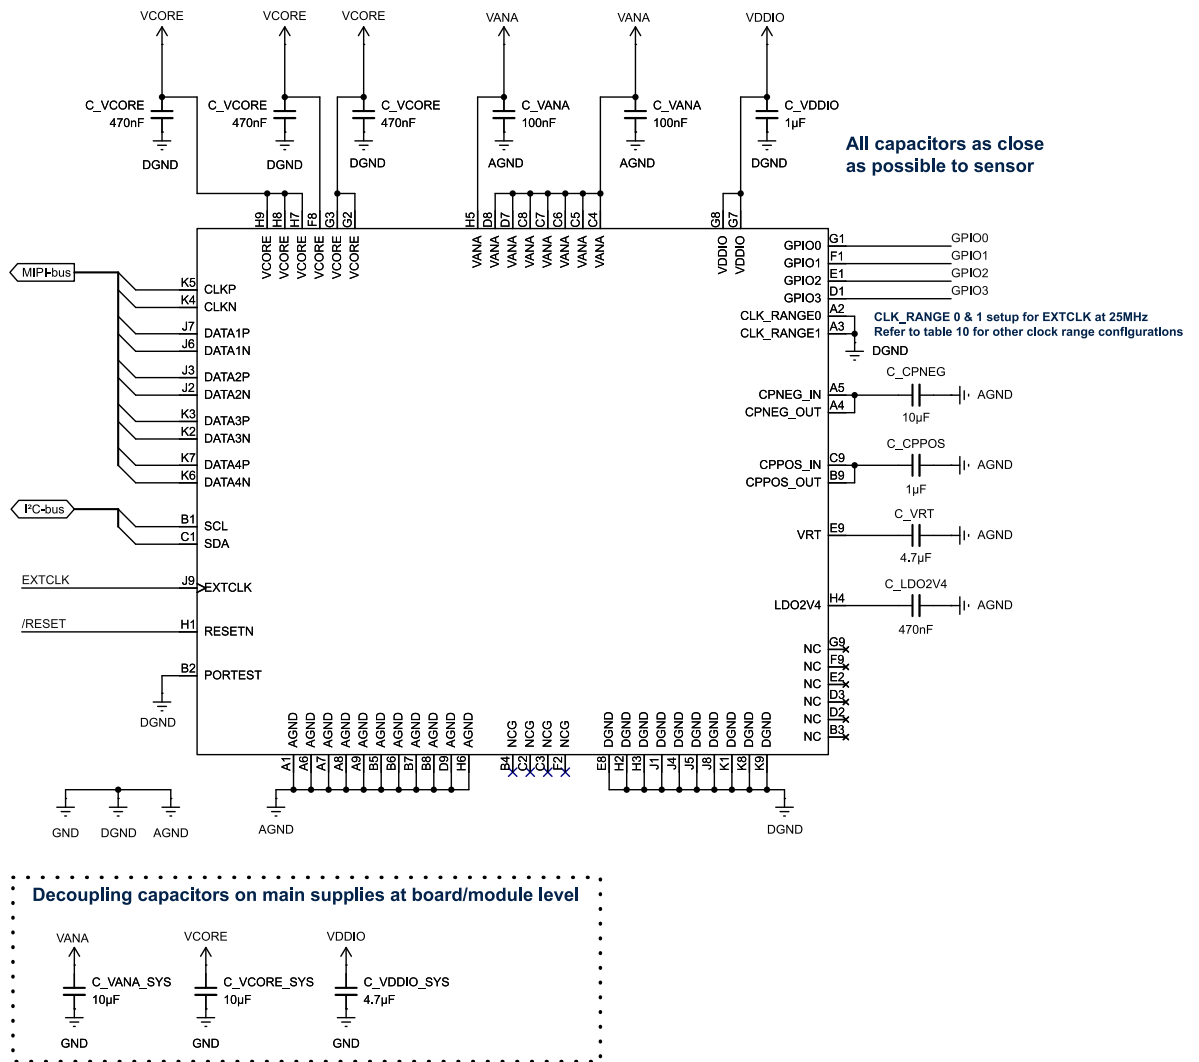 VCORE
VCORE
VCORE
VANA
VANA
VDDIO
C_VCORE
470nF
DGND
C_VCORE
470nF
DGND
C_VCORE
470nF
DGND
C_VANA
100nF
AGND
C_VANA
100nF
AGND
C_VDDIO
1µF
DGND
All capacitors as close
as possible to sensor
H9
H8
H7
F8
G3
G2
H5
D8
D7
C8
C7
C6
C5
C4
G8
G7
VCORE
VCORE
VCORE
VCORE
VCORE
VCORE
VANA
VANA
VANA
VANA
VANA
VANA
VANA
VANA
VDDIO
VDDIO
MIPI-bus
K5 CLKP
K4 CLKN
J7 DATA1P
J6 DATA1N
J3 DATA2P
J2 DATA2N
K3 DATA3P
K2 DATA3N
K7 DATA4P
K6 DATA4N
I²C-bus
B1 SCL
C1 SDA
EXTCLK J9 EXTCLK
/RESET H1 RESETN
B2 PORTEST
DGND
GPIO0 G1 GPIO0
GPIO1 F1 GPIO1
GPIO2 E1 GPIO2
GPIO3 D1 GPIO3
CLK_RANGE0 A2
CLK_RANGE1 A3
CLK_RANGE 0 & 1 setup for EXTCLK at 25MHz
Refer to table 10 for other clock range configurations
DGND
C_CPNEG
CPNEG_IN A5
CPNEG_OUT A4
AGND
10µF
C_CPPOS
CPPOS_IN C9
CPPOS_OUT B9
AGND
1µF
C_VRT
VRT E9
AGND
4.7µF
C_LDO2V4
LDO2V4 H4
AGND
470nF
NC G9
NC F9
NC E2
NC D3
NC D2
NC B3
AGND
AGND
AGND
AGND
AGND
AGND
AGND
AGND
AGND
AGND
AGND
NCG
NCG
NCG
NCG
DGND
DGND
DGND
DGND
DGND
DGND
DGND
DGND
DGND
DGND
A1
A6
A7
A8
A9
B5
B6
B7
B8
D9
H6
B4
C2
C3
F2
E8
H2
H3
J1
J4
J5
J8
K1
K8
K9
GND
DGND
AGND
AGND
DGND
Decoupling capacitors on main supplies at board/module level
VANA
C_VANA_SYS
10µF
GND
VCORE
C_VCORE_SYS
10µF
GND
VDDIO
C_VDDIO_SYS
4.7µF
GND